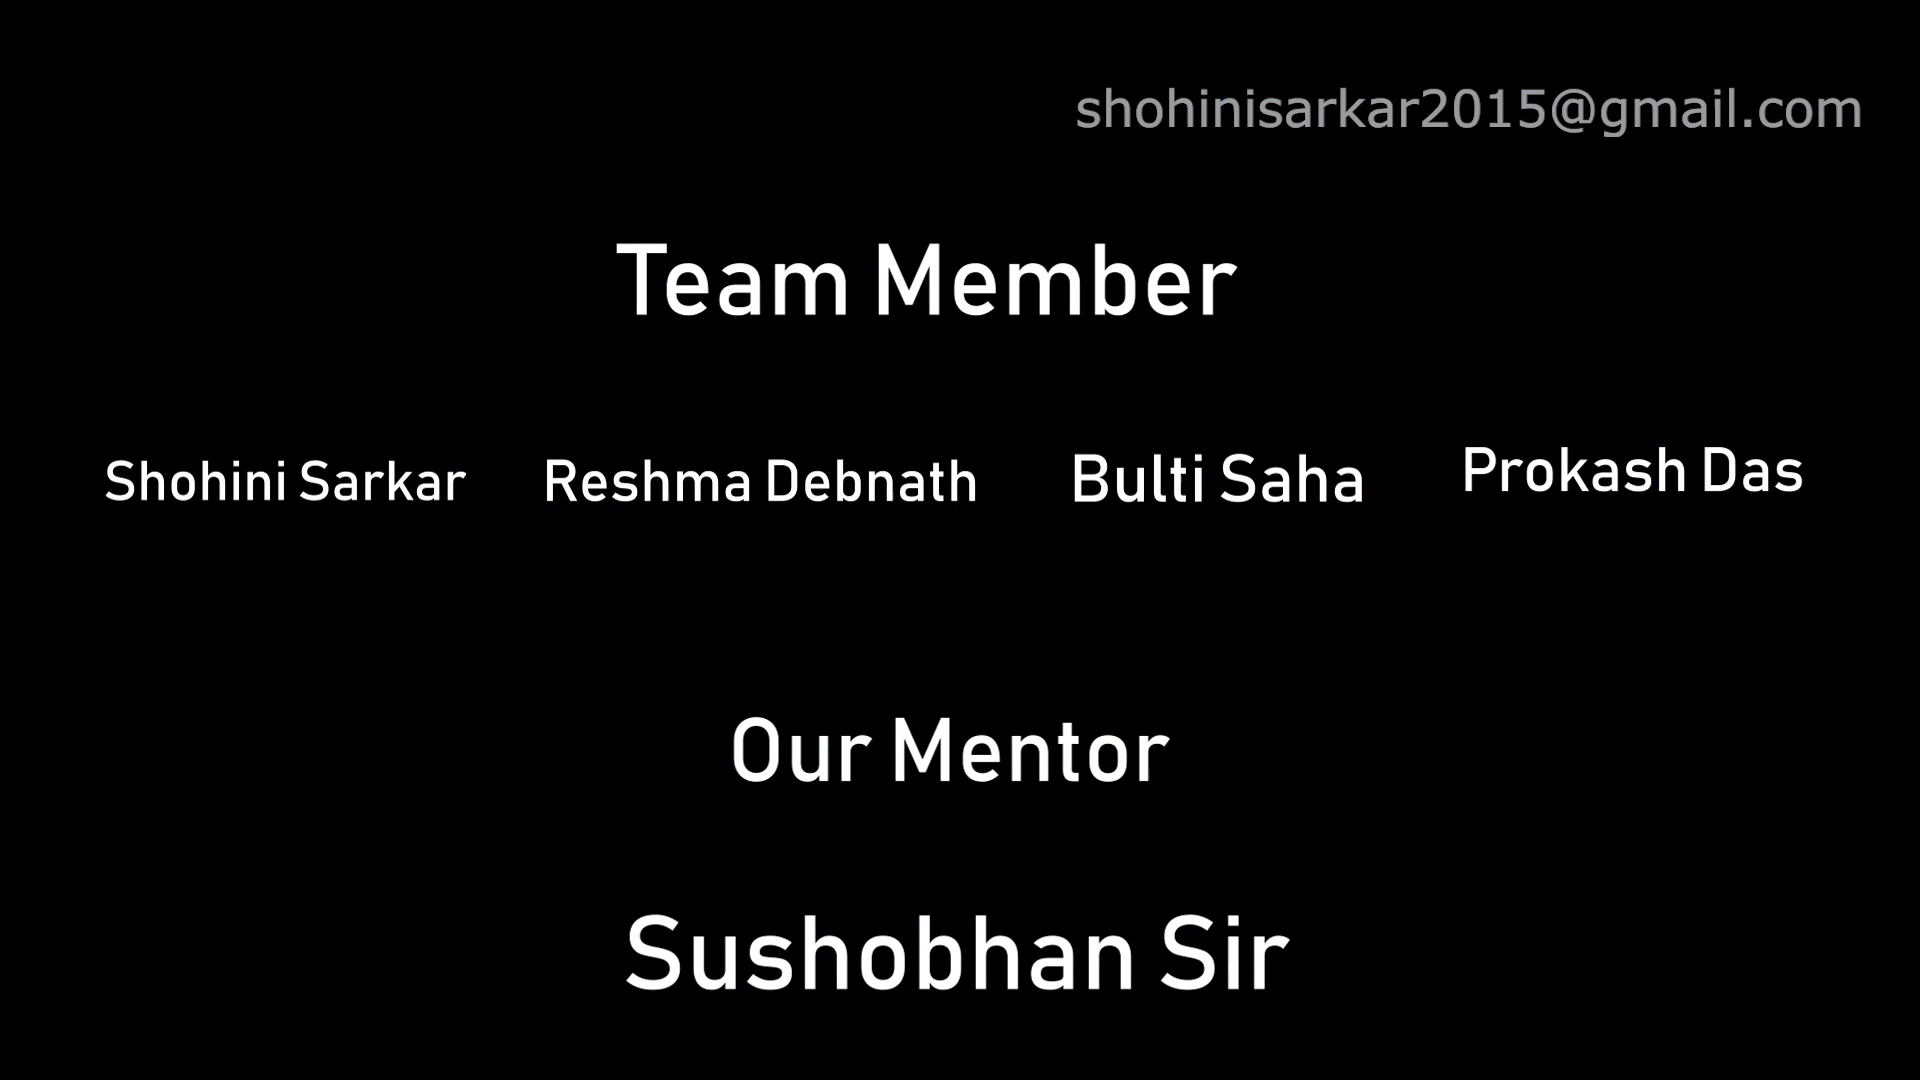 shohinisarkar2015@gmail.com
Team Member
Shohini Sarkar Reshma Debnath Bulti Saha Prokash Das
Our Mentor
Sushobhan Sir